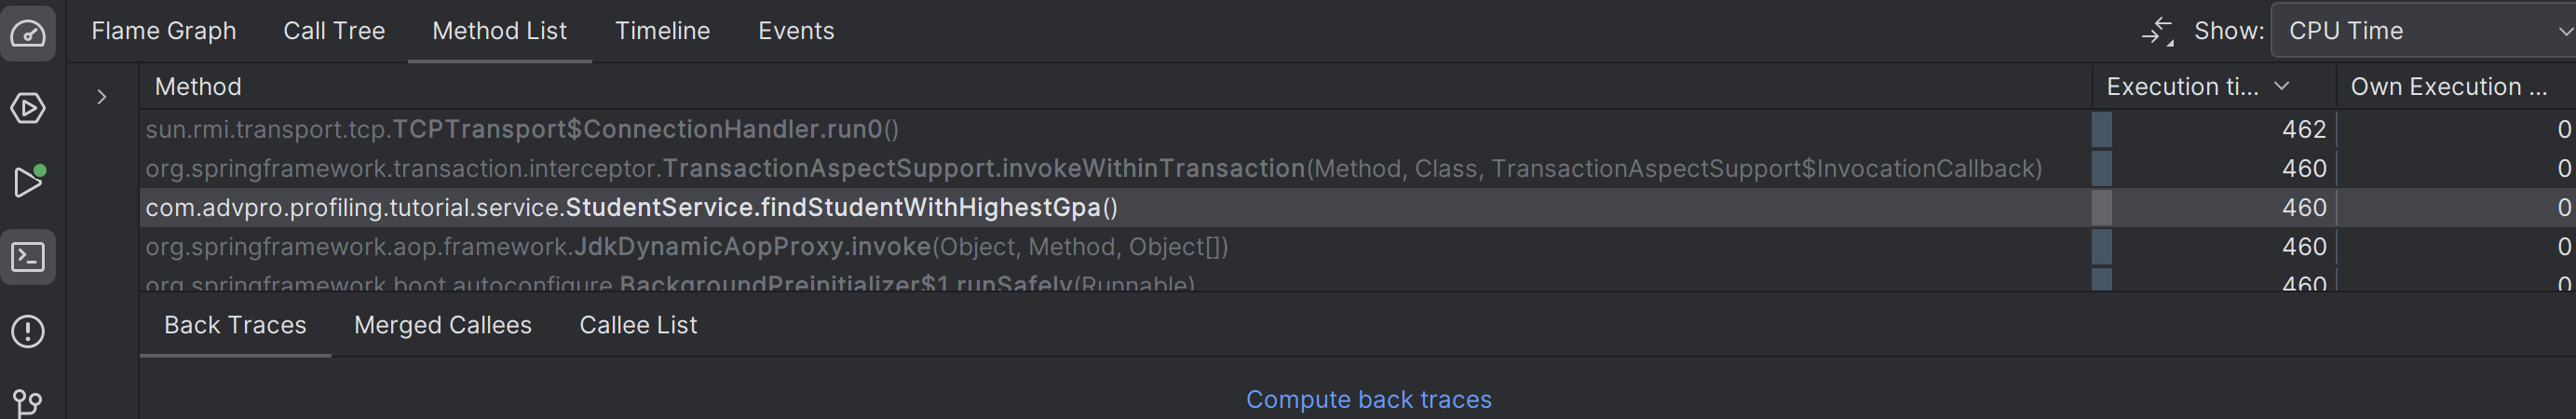 Flame Graph Call Tree Method List Timeline Events Show: CPU Time
Method Execution ti... Own Execution ...
sun.rmi.transport.tcp.TCPTransport$ConnectionHandler.run0() 462 0
org.springframework.transaction.interceptor.TransactionAspectSupport.invokeWithinTransaction(Method, Class, TransactionAspectSupport$InvocationCallback) 460 0
com.advpro.profiling.tutorial.service.StudentService.findStudentWithHighestGpa() 460 0
org.springframework.aop.framework.JdkDynamicAopProxy.invoke(Object, Method, Object[]) 460 0
org.springframework.boot.autoconfigure.BackgroundPreinitializer$1.runSafely(Runnable) 460 0
Back Traces Merged Callees Callee List
Compute back traces